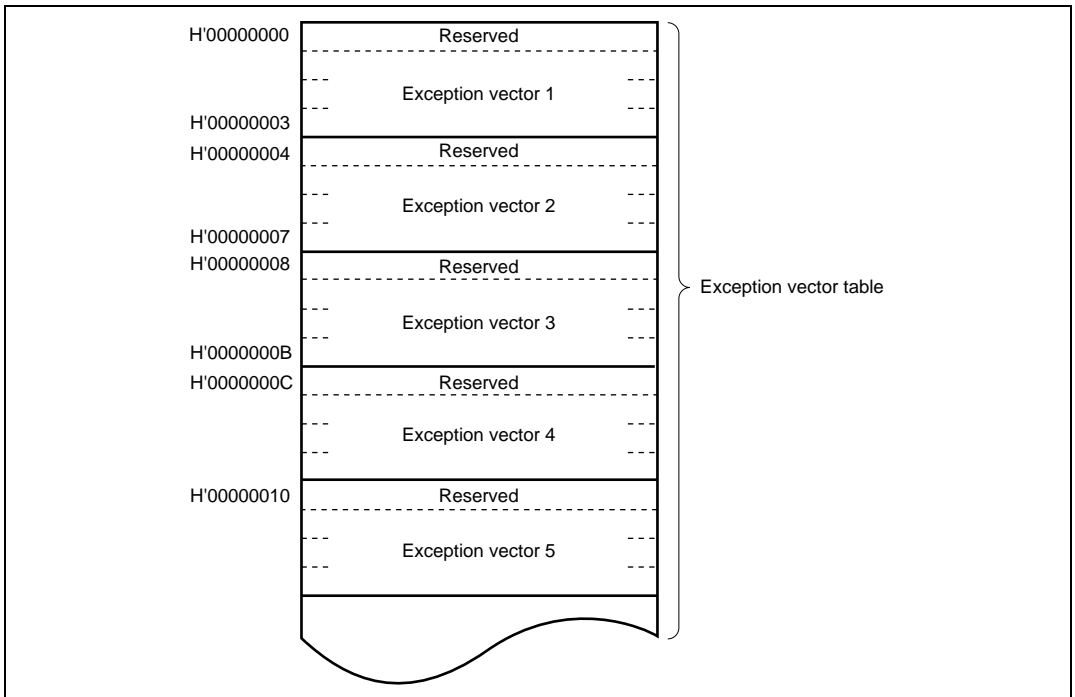 H'00000000 Reserved
Exception vector 1
H'00000003
H'00000004 Reserved
Exception vector 2
H'00000007
H'00000008 Reserved
Exception vector table
Exception vector 3
H'0000000B
H'0000000C Reserved
Exception vector 4
H'00000010 Reserved
Exception vector 5